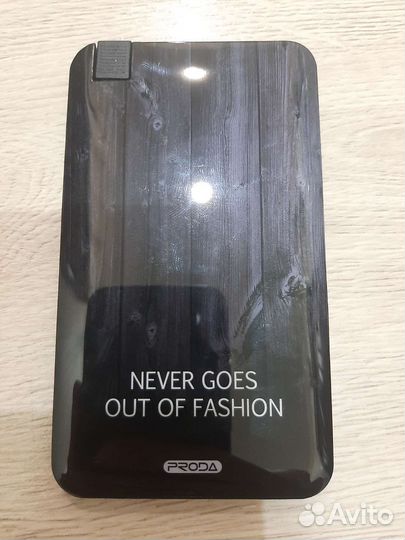 NEVER GOES
OUT OF FASHION
PRODA
Avito